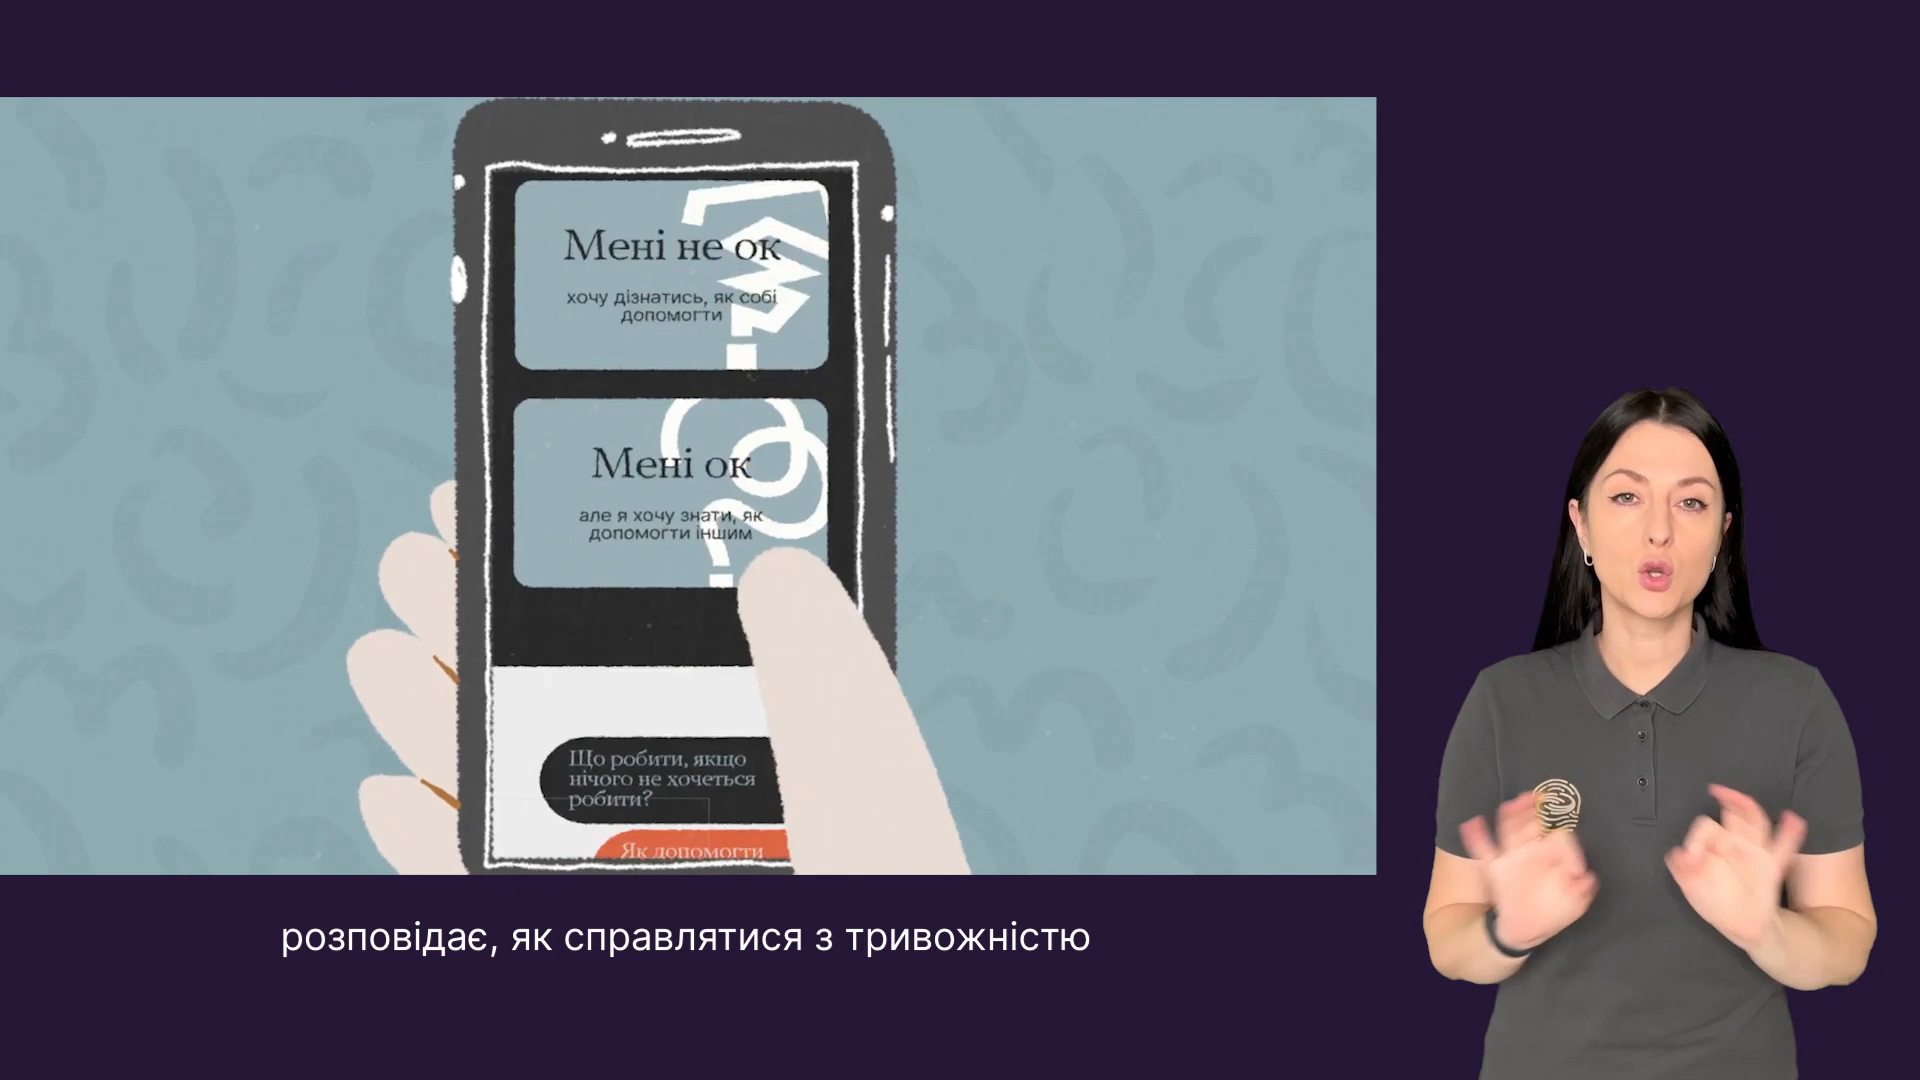 Мені не ок
хочу дізнатись, як собі
допомогти
Мені ок
але я хочу знати, як
допомогти іншим
Що робити, якщо
нічого не хочеться
робити?
Як допомогти
розповідає, як справлятися з тривожністю